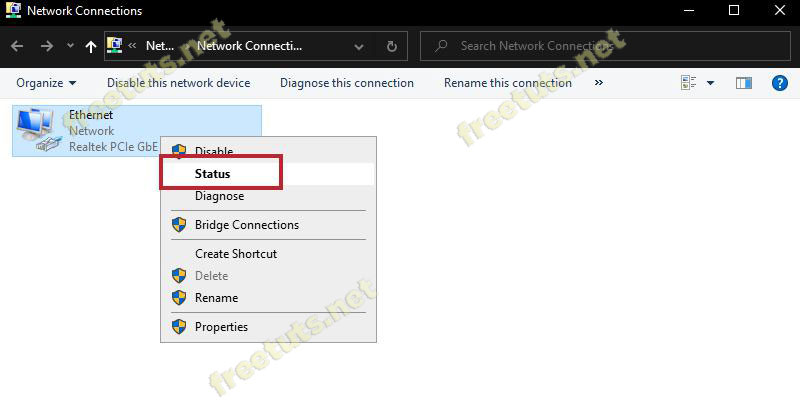 Network Connections
Net... Network Connecti... Search Network Connections
Organize Disable this network device Diagnose this connection Rename this connection »
Ethernet
Network
Realtek PCIe GbE
Disable
Status
Diagnose
Bridge Connections
Create Shortcut
Delete
Rename
Properties
freetuts.net
freetuts.net
freetuts.net